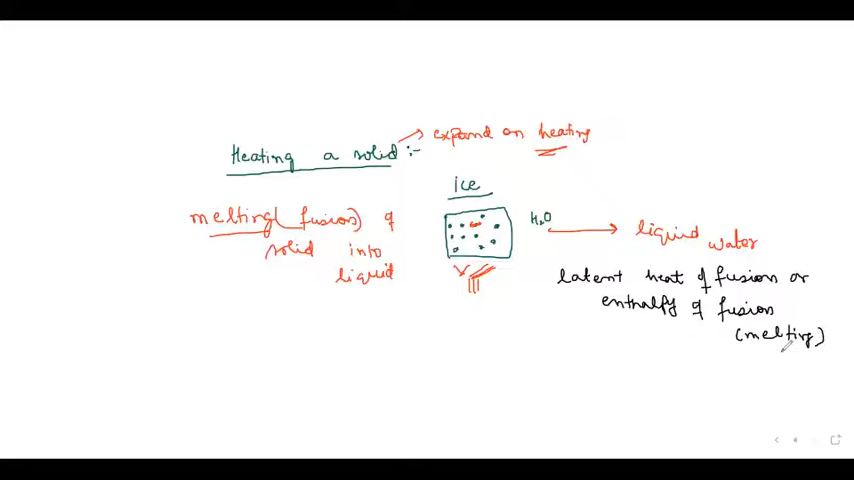 expand on heating
Heating a solid :-
ice
melting (fusion) of
solid into
liquid
H₂O
liquid water
latent heat of fusion or
enthalpy of fusion
(melting)